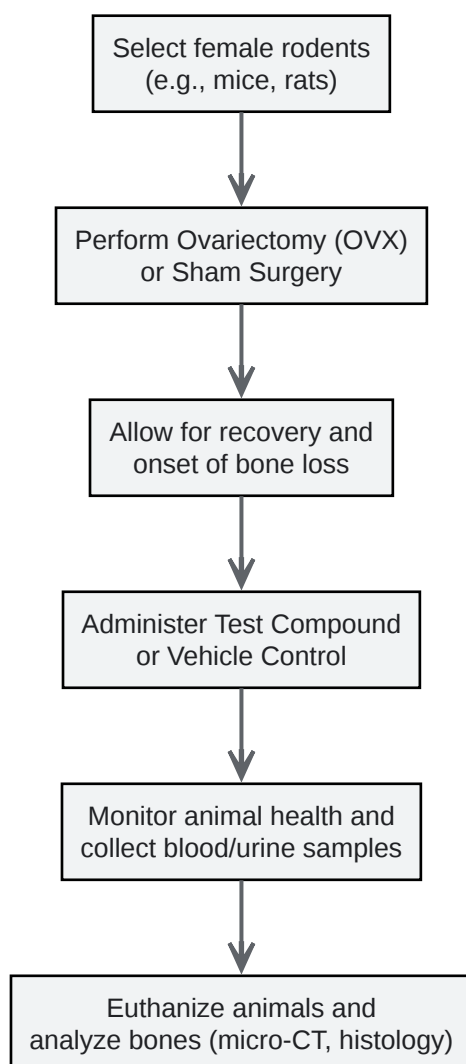 Select female rodents
(e.g., mice, rats)
Perform Ovariectomy (OVX)
or Sham Surgery
Allow for recovery and
onset of bone loss
Administer Test Compound
or Vehicle Control
Monitor animal health and
collect blood/urine samples
Euthanize animals and
analyze bones (micro-CT, histology)